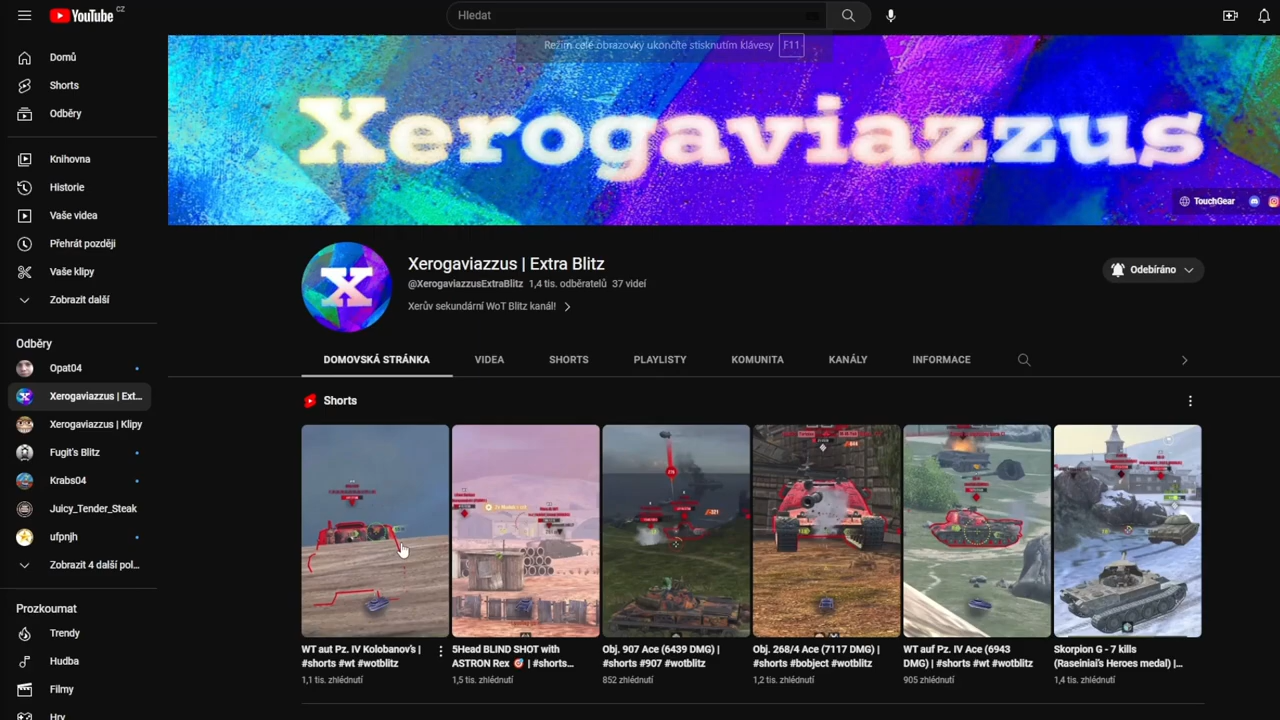 YouTube CZ
Hledat
Režim celé obrazovky ukončíte stisknutím klávesy F11
Domů
Shorts
Odběry
Knihovna
Historie
Vaše videa
Přehrát později
Vaše klipy
Zobrazit další
Odběry
Opat04
Xerogaviazzus | Ext...
Xerogaviazzus | Klipy
Fugit's Blitz
Krabs04
Juicy_Tender_Steak
ufpnjh
Zobrazit 4 další pol...
Prozkoumat
Trendy
Hudba
Filmy
Hry
Xerogaviazzus
TouchGear
X
Xerogaviazzus | Extra Blitz
@XerogaviazzusExtraBlitz 1,4 tis. odběratelů 37 videí
Xerův sekundární WoT Blitz kanál!
Odebíráno
DOMOVSKÁ STRÁNKA VIDEA SHORTS PLAYLISTY KOMUNITA KANÁLY INFORMACE
Shorts
WT aut Pz. IV Kolobanov's |
#shorts #wt #wotblitz
1,1 tis. zhlédnutí
5Head BLIND SHOT with
ASTRON Rex 🎯 | #shorts...
1,5 tis. zhlédnutí
Obj. 907 Ace (6439 DMG) |
#shorts #907 #wotblitz
852 zhlédnutí
Obj. 268/4 Ace (7117 DMG) |
#shorts #bobject #wotblitz
1,2 tis. zhlédnutí
WT auf Pz. IV Ace (6943
DMG) | #shorts #wt #wotblitz
905 zhlédnutí
Skorpion G - 7 kills
(Raseiniai's Heroes medal) |...
1,4 tis. zhlédnutí